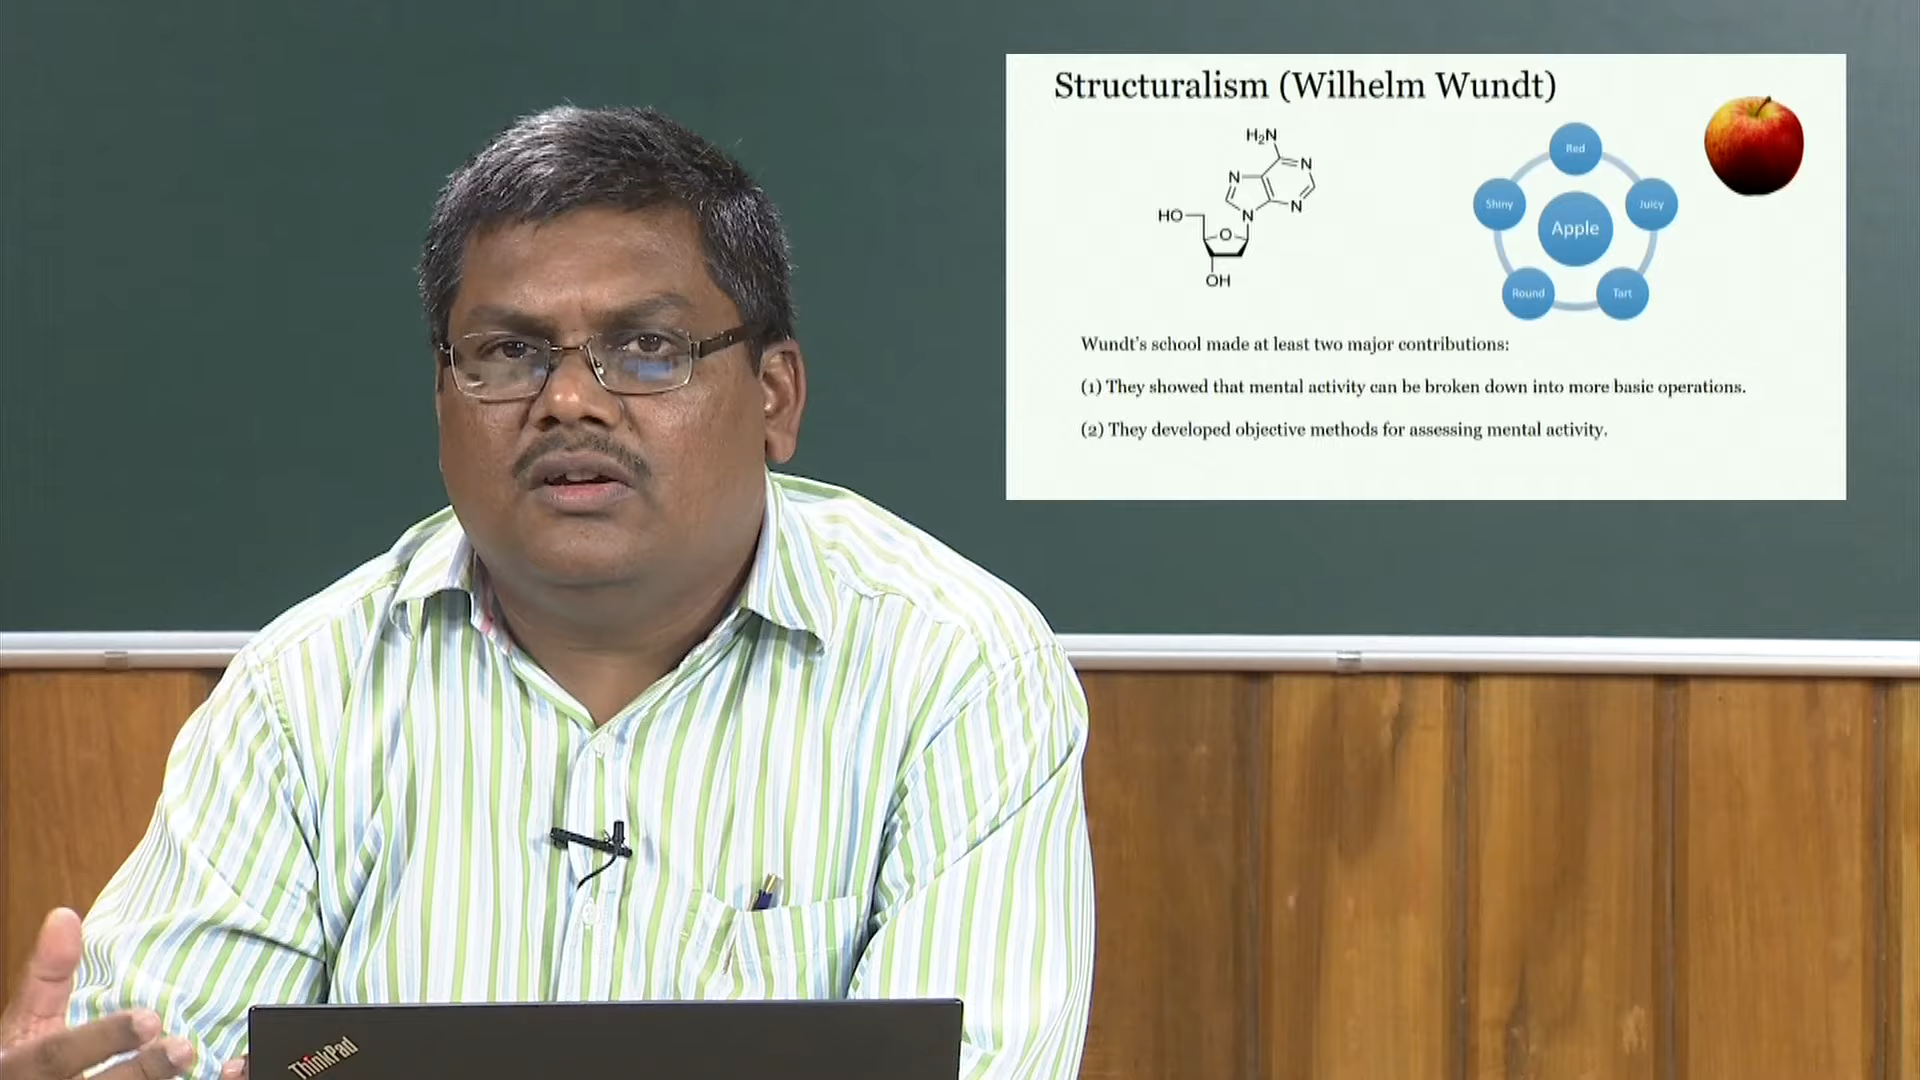 Structuralism (Wilhelm Wundt)
H₂N
N
N
N
N
HO
O
OH
Red
Shiny
Juicy
Apple
Round
Tart
Wundt's school made at least two major contributions:
(1) They showed that mental activity can be broken down into more basic operations.
(2) They developed objective methods for assessing mental activity.
ThinkPad